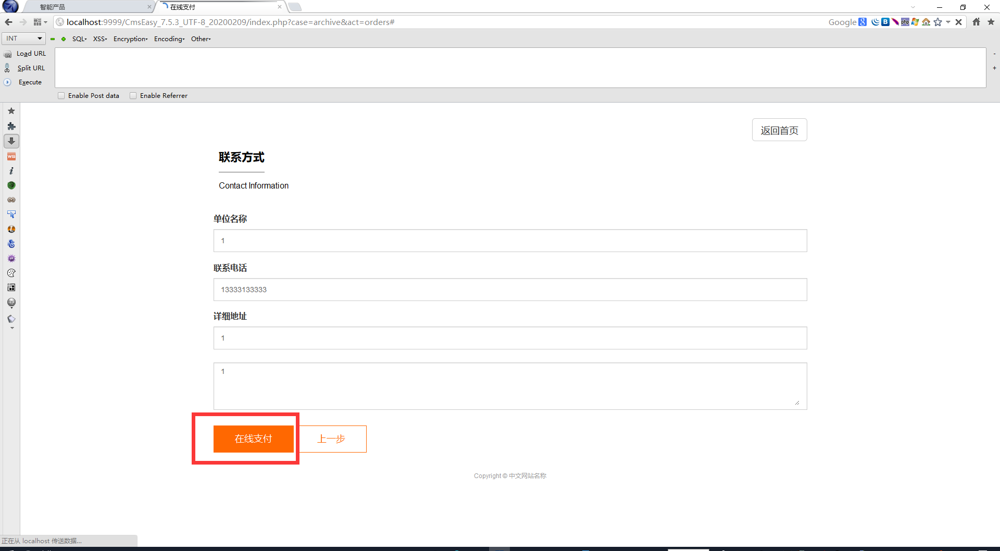 智能产品
在线支付
localhost:9999/CmsEasy_7.5.3_UTF-8_20200209/index.php?case=archive&act=orders#
Google
INT
SQL
XSS
Encryption
Encoding
Other
Load URL
Split URL
Execute
Enable Post data
Enable Referrer
返回首页
联系方式
Contact Information
单位名称
1
联系电话
13333133333
详细地址
1
1
在线支付
上一步
Copyright © 中文网站名称
正在从 localhost 传送数据...